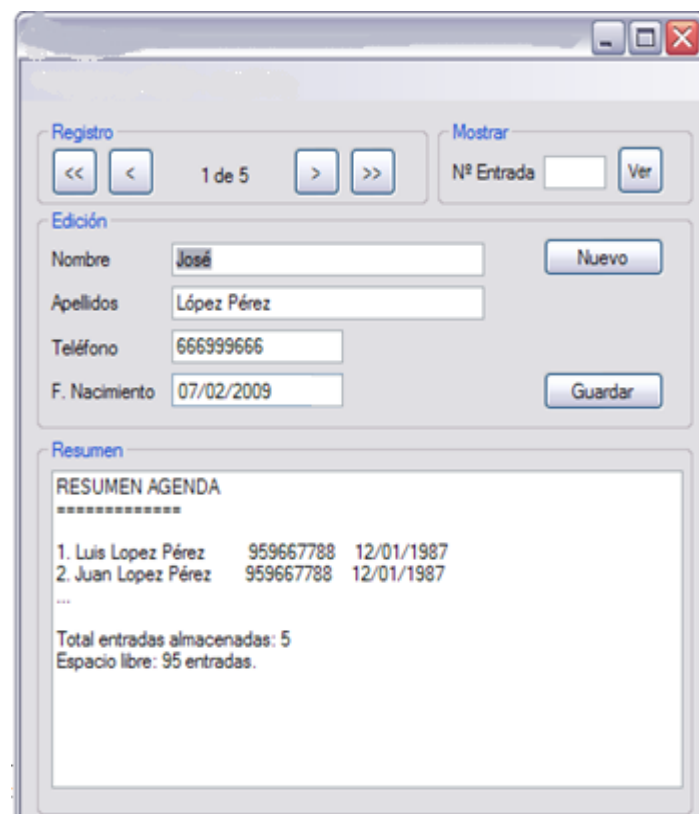 Registro
<< < 1 de 5 > >>
Mostrar
Nº Entrada Ver
Edición
Nombre José Nuevo
Apellidos López Pérez
Teléfono 666999666
F. Nacimiento 07/02/2009 Guardar
Resumen
RESUMEN AGENDA
=============
1. Luis Lopez Pérez 959667788 12/01/1987
2. Juan Lopez Pérez 959667788 12/01/1987
...
Total entradas almacenadas: 5
Espacio libre: 95 entradas.